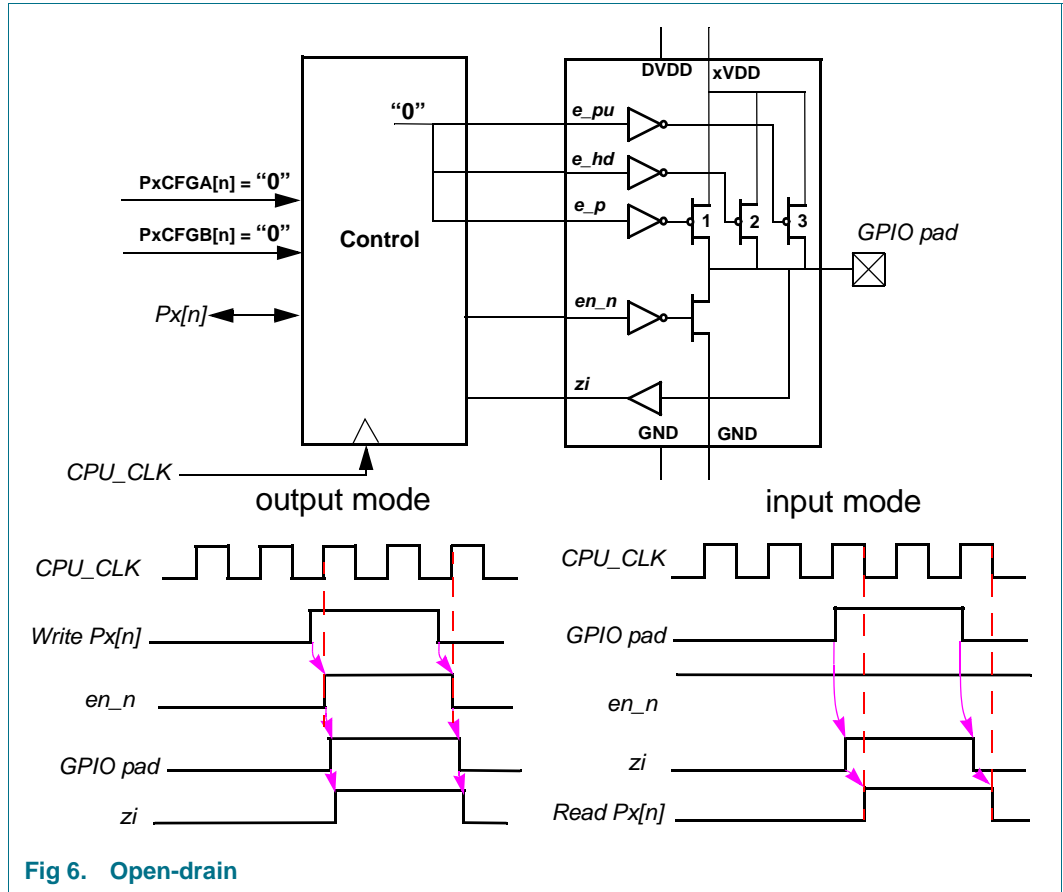 DVDD xVDD
"0"
e_pu
e_hd
PxCFGA[n] = "0"
e_p
1 2 3
Control
GPIO pad
PxCFGB[n] = "0"
Px[n]
en_n
zi
GND GND
CPU_CLK
output mode
input mode
CPU_CLK
Write Px[n]
en_n
GPIO pad
zi
CPU_CLK
GPIO pad
en_n
zi
Read Px[n]
Fig 6. Open-drain